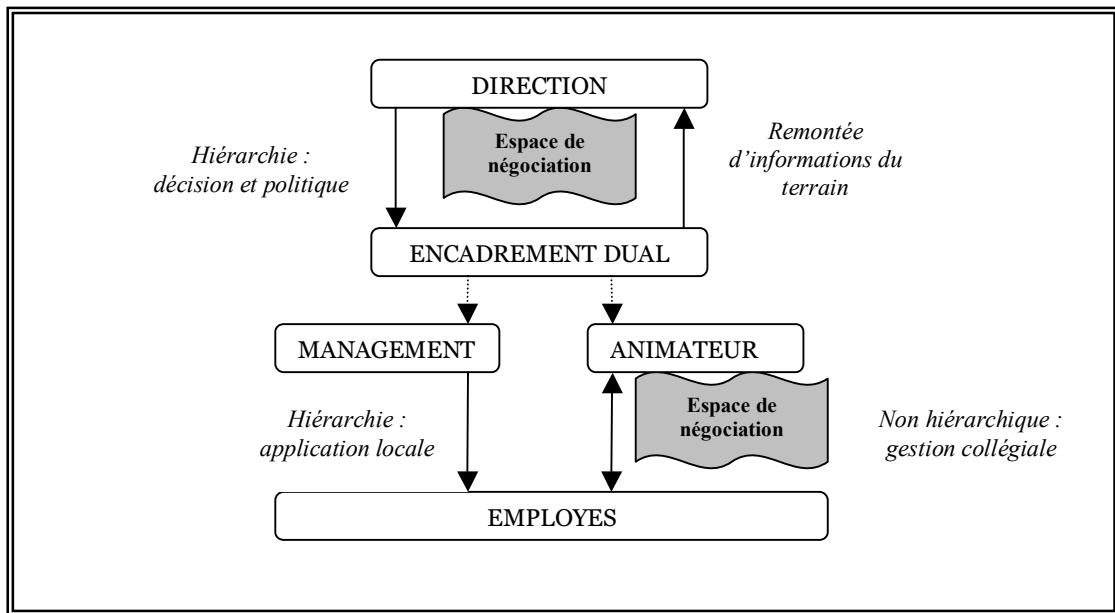 DIRECTION
Hiérarchie :
décision et politique
Espace de
négociation
Remontée
d’informations du
terrain
ENCADREMENT DUAL
MANAGEMENT
ANIMATEUR
Hiérarchie :
application locale
Espace de
négociation
Non hiérarchique :
gestion collégiale
EMPLOYES